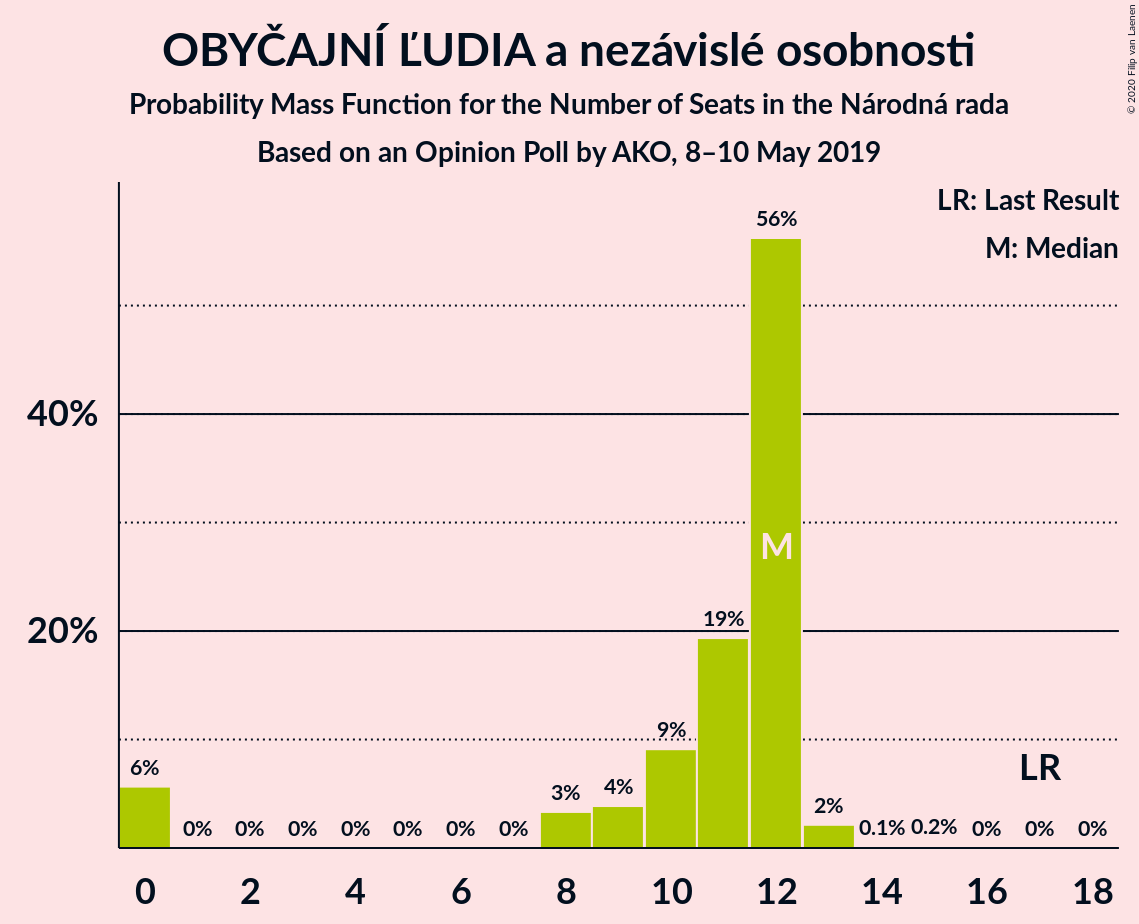 OBYČAJNÍ ĽUDIA a nezávislé osobnosti
Probability Mass Function for the Number of Seats in the Národná rada
Based on an Opinion Poll by AKO, 8–10 May 2019
© 2020 Filip van Laenen
LR: Last Result
M: Median
56%
40%
M
19%
20%
9%
LR
6%
3%
4%
2%
0%
0%
0%
0%
0%
0%
0%
0.1%
0.2%
0%
0%
0%
0 2 4 6 8 10 12 14 16 18